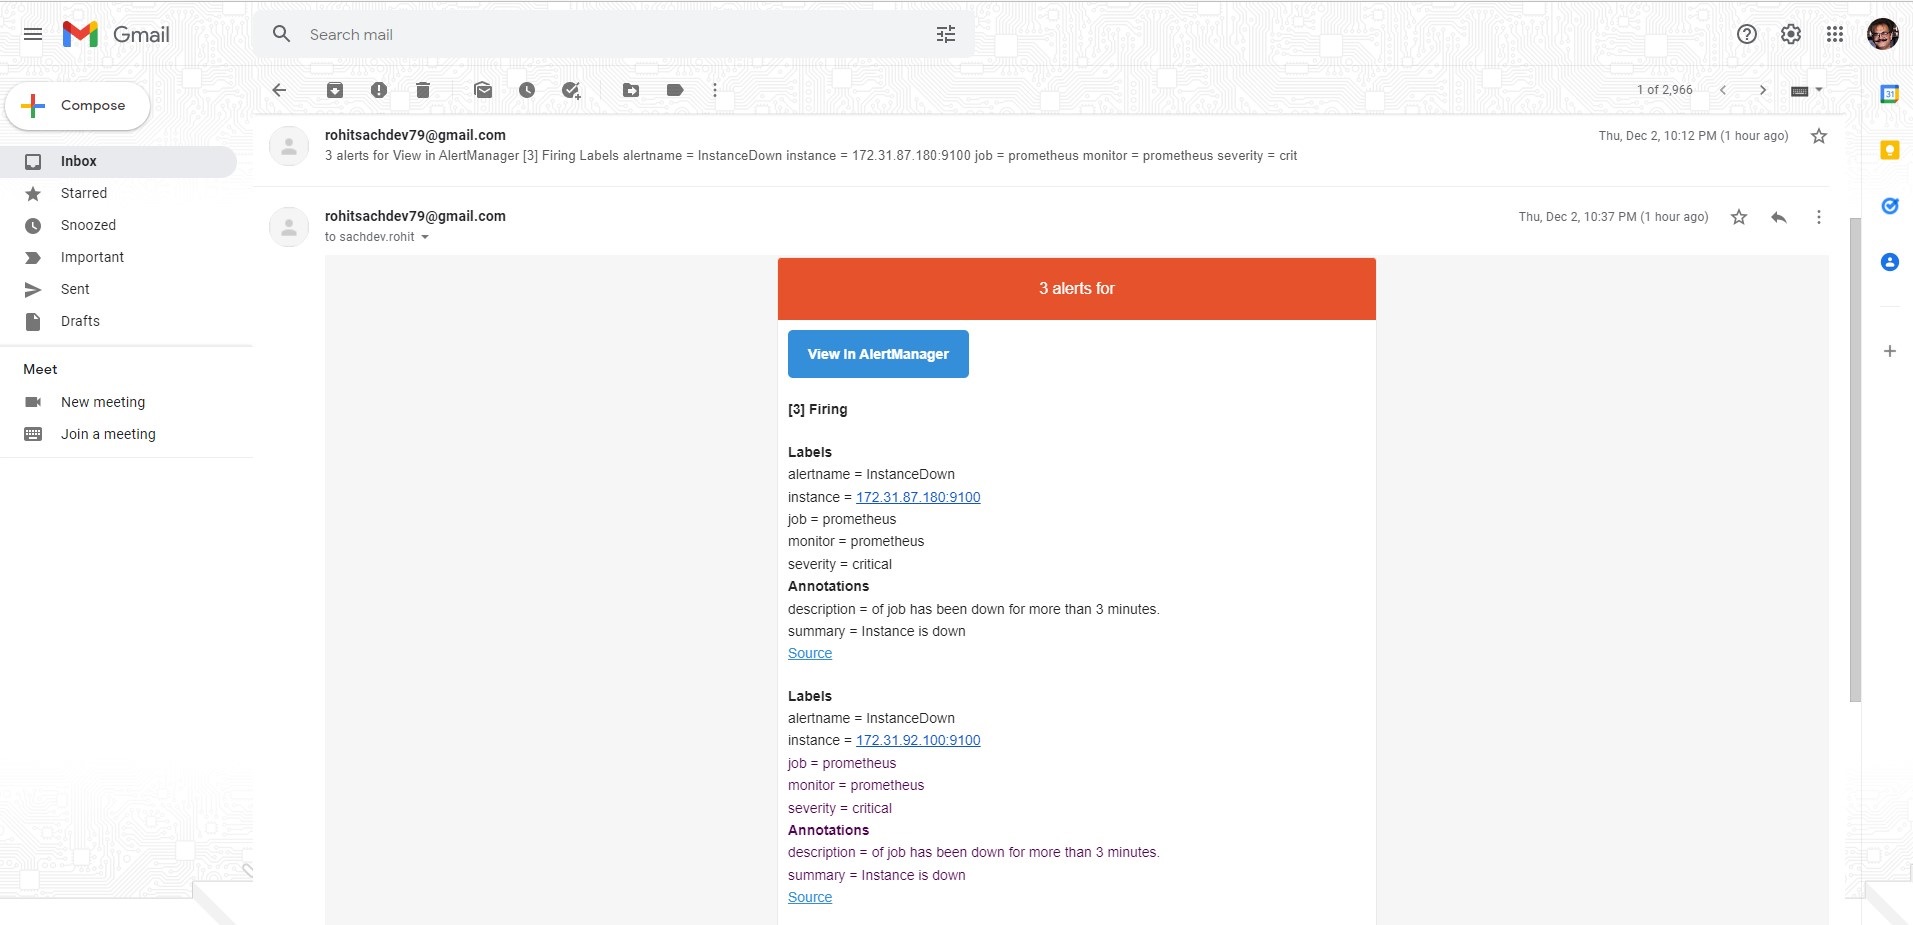 Gmail
Search mail
Compose
1 of 2,966
31
Inbox
Starred
Snoozed
Important
Sent
Drafts
Meet
New meeting
Join a meeting
rohitsachdev79@gmail.com
Thu, Dec 2, 10:12 PM (1 hour ago)
3 alerts for View in AlertManager [3] Firing Labels alertname = InstanceDown instance = 172.31.87.180:9100 job = prometheus monitor = prometheus severity = crit
rohitsachdev79@gmail.com
Thu, Dec 2, 10:37 PM (1 hour ago)
to sachdev.rohit
3 alerts for
View In AlertManager
[3] Firing
Labels
alertname = InstanceDown
instance = 172.31.87.180:9100
job = prometheus
monitor = prometheus
severity = critical
Annotations
description = of job has been down for more than 3 minutes.
summary = Instance is down
Source
Labels
alertname = InstanceDown
instance = 172.31.92.100:9100
job = prometheus
monitor = prometheus
severity = critical
Annotations
description = of job has been down for more than 3 minutes.
summary = Instance is down
Source